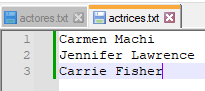 actores.txt actrices.txt
1 Carmen Machi
2 Jennifer Lawrence
3 Carrie Fisher